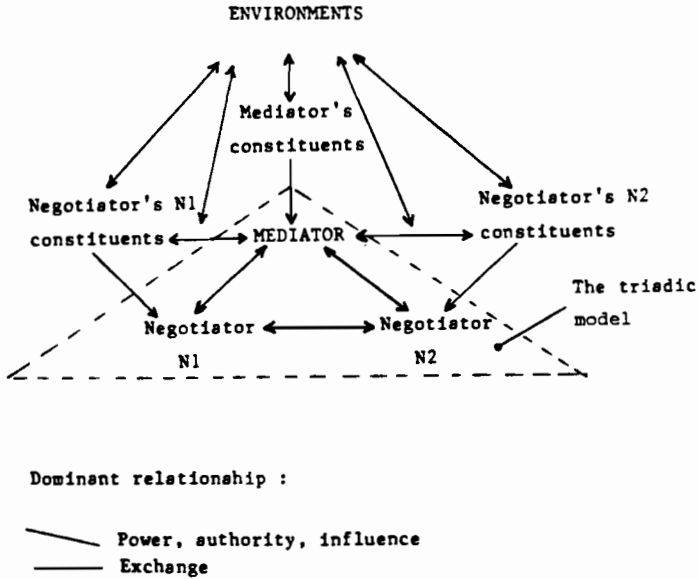 ENVIRONMENTS
Mediator's
constituents
Negotiator's N1
constituents
Negotiator's N2
constituents
MEDIATOR
The triadic
model
Negotiator
N1
Negotiator
N2
Dominant relationship :
Power, authority, influence
Exchange